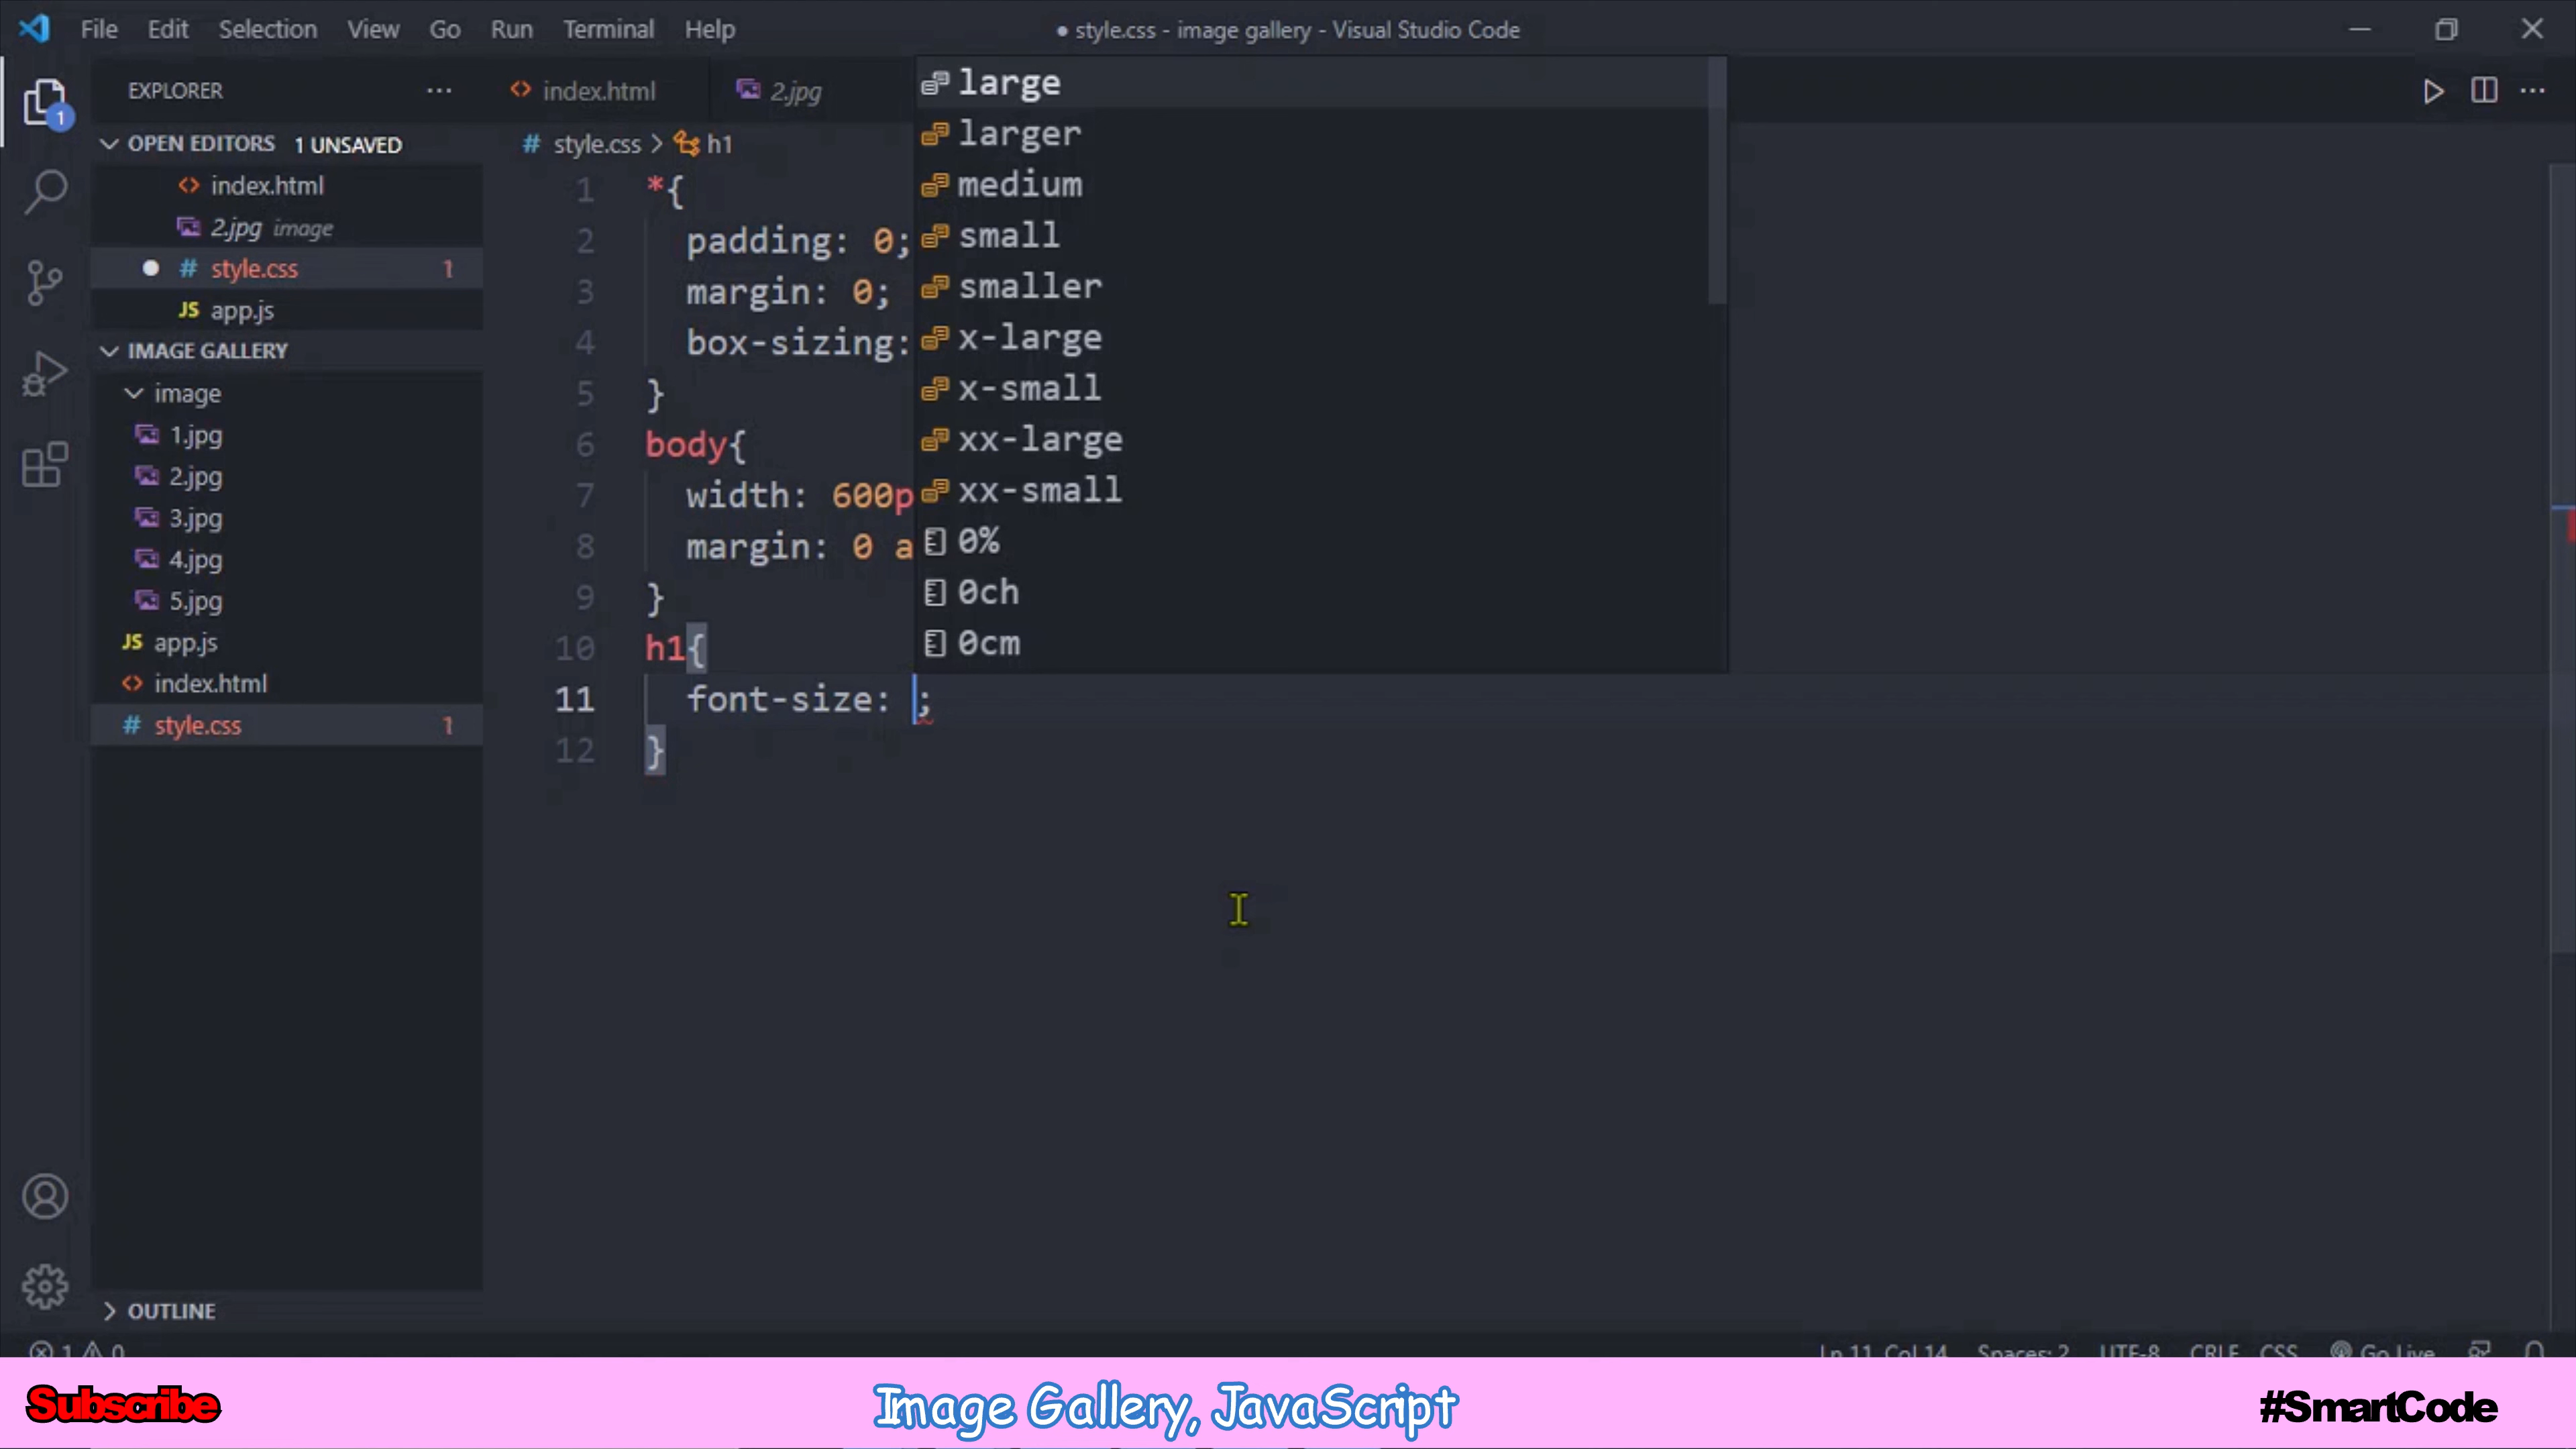 File Edit Selection View Go Run Terminal Help
● style.css - image gallery - Visual Studio Code
EXPLORER ···
1
OPEN EDITORS 1 UNSAVED
index.html
2.jpg image
# style.css 1
JS app.js
IMAGE GALLERY
image
1.jpg
2.jpg
3.jpg
4.jpg
5.jpg
JS app.js
index.html
# style.css 1
OUTLINE
index.html
2.jpg
# style.css > h1
1 *{
2 padding: 0;
3 margin: 0;
4 box-sizing:
5 }
6 body{
7 width: 600p
8 margin: 0 a
9 }
10 h1{
11 font-size: ;
12 }
large
larger
medium
small
smaller
x-large
x-small
xx-large
xx-small
0%
0ch
0cm
1 0
Ln 11, Col 14 Spaces: 2 UTF-8 CRLF CSS Go Live
Subscribe
Image Gallery, JavaScript
#SmartCode